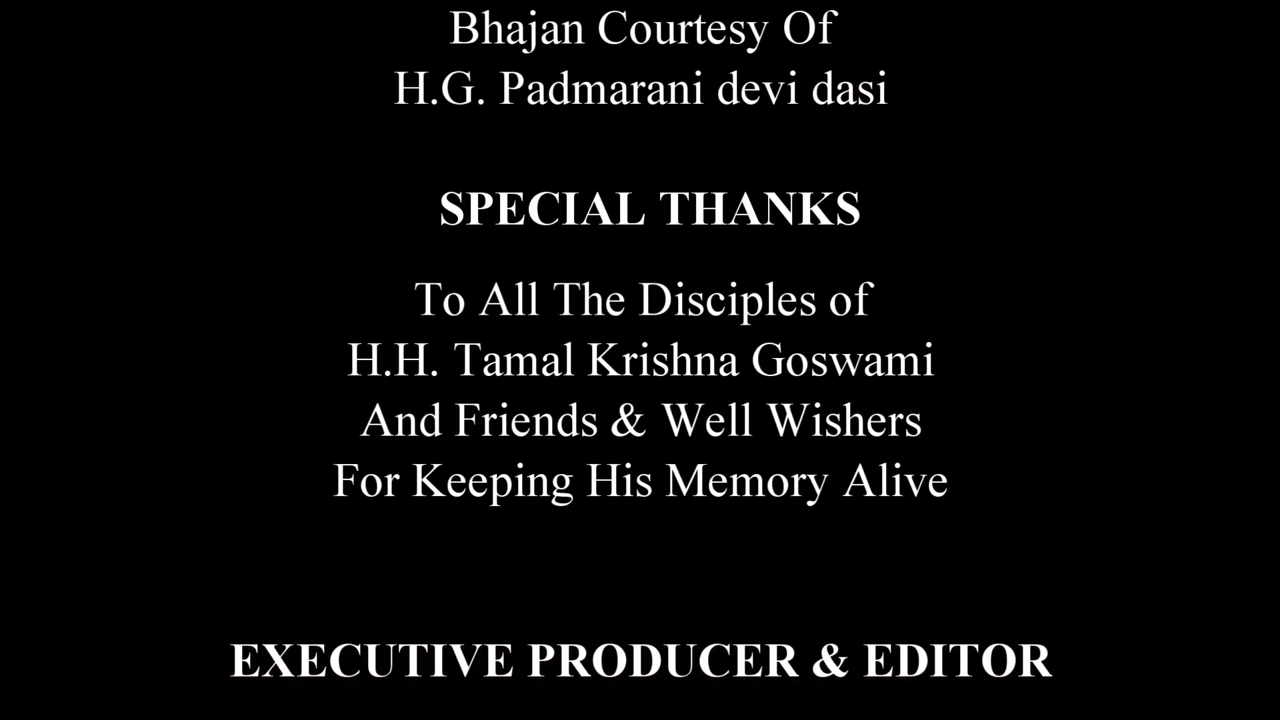 Bhajan Courtesy Of
H.G. Padmarani devi dasi
SPECIAL THANKS
To All The Disciples of
H.H. Tamal Krishna Goswami
And Friends & Well Wishers
For Keeping His Memory Alive
EXECUTIVE PRODUCER & EDITOR